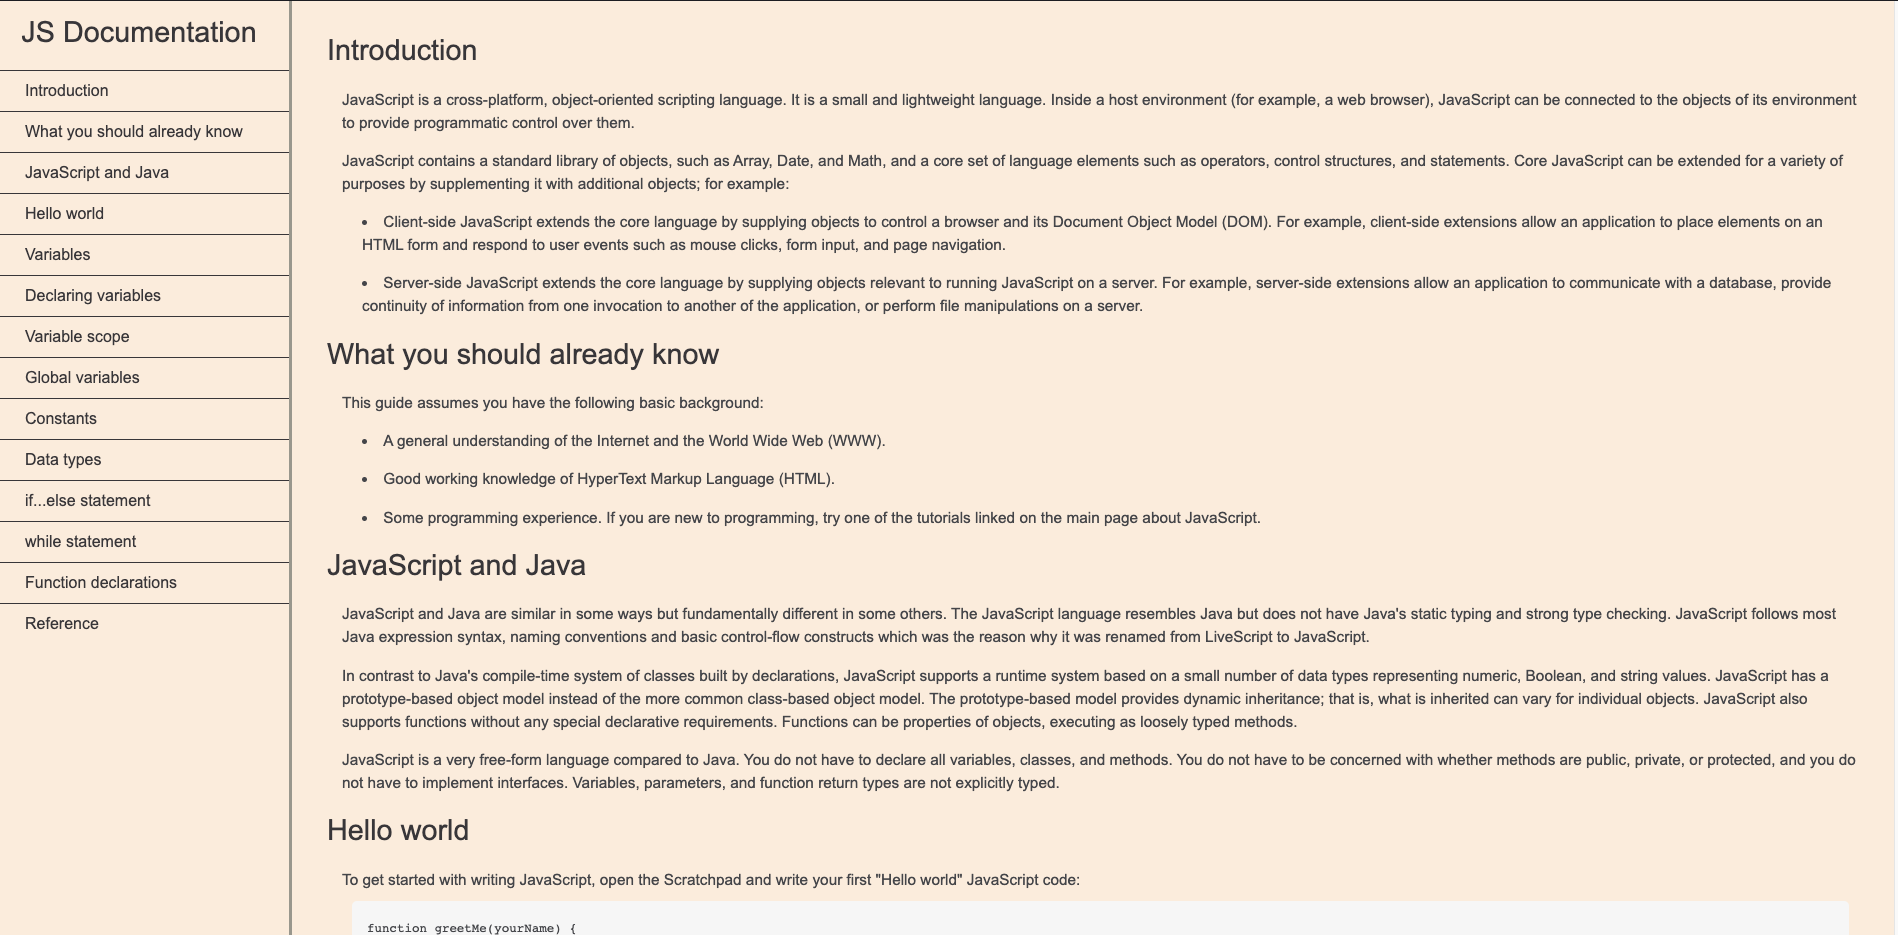 JS Documentation
Introduction
What you should already know
JavaScript and Java
Hello world
Variables
Declaring variables
Variable scope
Global variables
Constants
Data types
if...else statement
while statement
Function declarations
Reference
Introduction
JavaScript is a cross-platform, object-oriented scripting language. It is a small and lightweight language. Inside a host environment (for example, a web browser), JavaScript can be connected to the objects of its environment
to provide programmatic control over them.
JavaScript contains a standard library of objects, such as Array, Date, and Math, and a core set of language elements such as operators, control structures, and statements. Core JavaScript can be extended for a variety of
purposes by supplementing it with additional objects; for example:
• Client-side JavaScript extends the core language by supplying objects to control a browser and its Document Object Model (DOM). For example, client-side extensions allow an application to place elements on an
HTML form and respond to user events such as mouse clicks, form input, and page navigation.
• Server-side JavaScript extends the core language by supplying objects relevant to running JavaScript on a server. For example, server-side extensions allow an application to communicate with a database, provide
continuity of information from one invocation to another of the application, or perform file manipulations on a server.
What you should already know
This guide assumes you have the following basic background:
• A general understanding of the Internet and the World Wide Web (WWW).
• Good working knowledge of HyperText Markup Language (HTML).
• Some programming experience. If you are new to programming, try one of the tutorials linked on the main page about JavaScript.
JavaScript and Java
JavaScript and Java are similar in some ways but fundamentally different in some others. The JavaScript language resembles Java but does not have Java's static typing and strong type checking. JavaScript follows most
Java expression syntax, naming conventions and basic control-flow constructs which was the reason why it was renamed from LiveScript to JavaScript.
In contrast to Java's compile-time system of classes built by declarations, JavaScript supports a runtime system based on a small number of data types representing numeric, Boolean, and string values. JavaScript has a
prototype-based object model instead of the more common class-based object model. The prototype-based model provides dynamic inheritance; that is, what is inherited can vary for individual objects. JavaScript also
supports functions without any special declarative requirements. Functions can be properties of objects, executing as loosely typed methods.
JavaScript is a very free-form language compared to Java. You do not have to declare all variables, classes, and methods. You do not have to be concerned with whether methods are public, private, or protected, and you do
not have to implement interfaces. Variables, parameters, and function return types are not explicitly typed.
Hello world
To get started with writing JavaScript, open the Scratchpad and write your first "Hello world" JavaScript code:
function greetMe(yourName) {